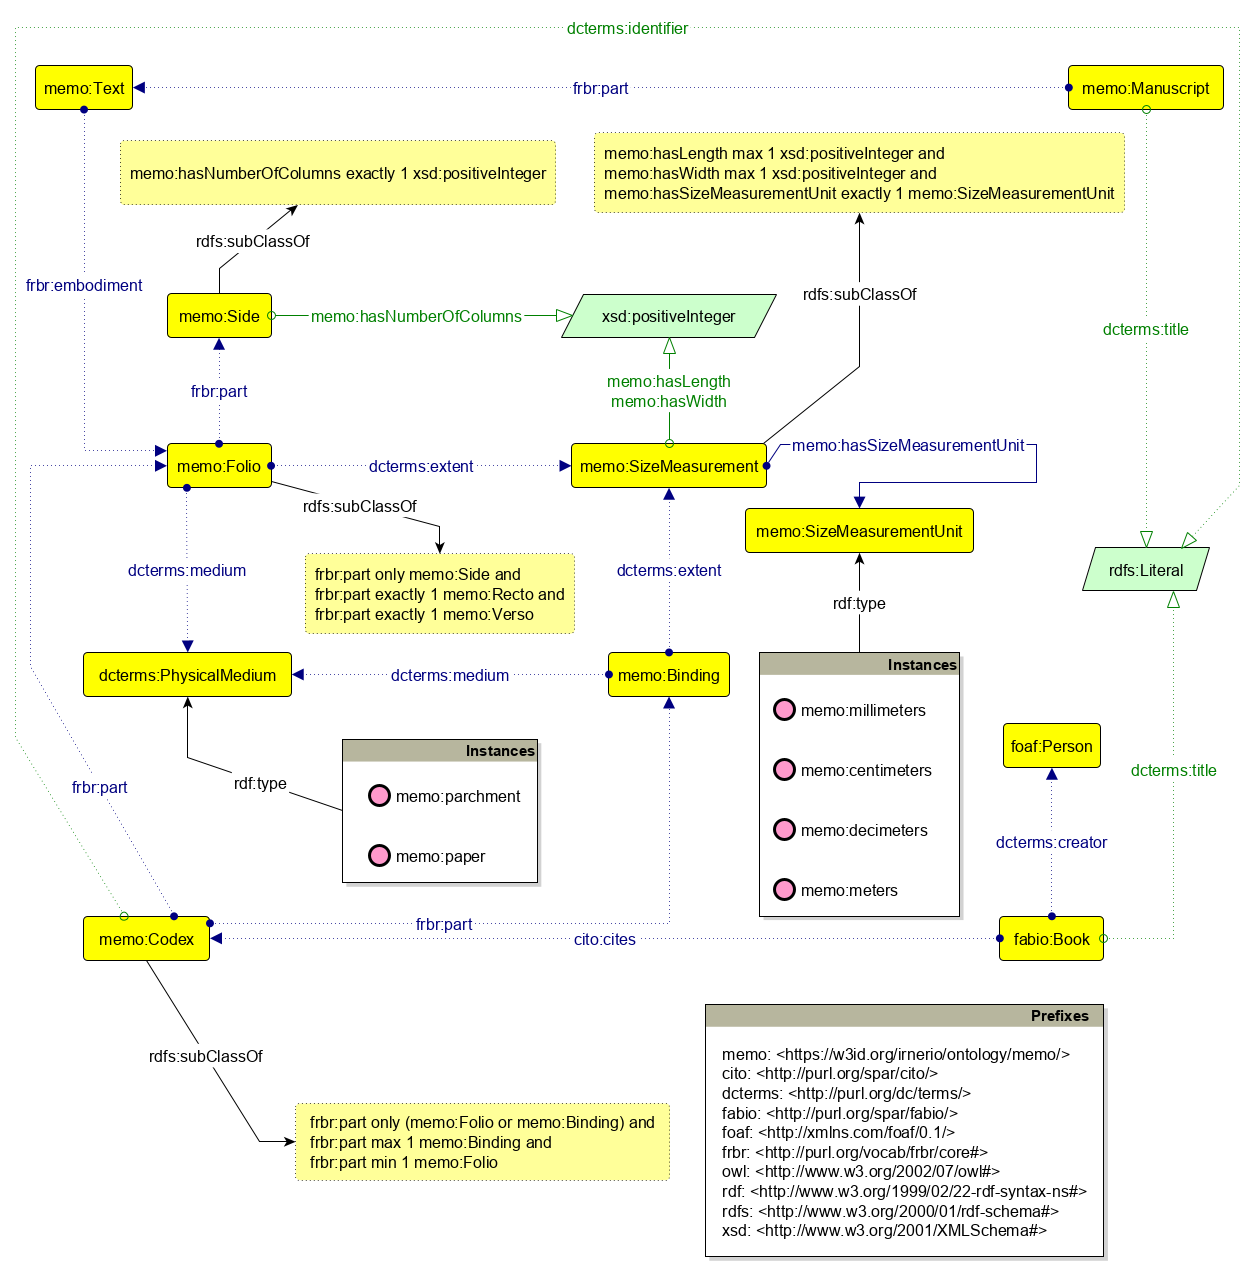 dcterms:identifier
memo:Text
frbr:part
memo:Manuscript
memo:hasNumberOfColumns exactly 1 xsd:positiveInteger
memo:hasLength max 1 xsd:positiveInteger and
memo:hasWidth max 1 xsd:positiveInteger and
memo:hasSizeMeasurementUnit exactly 1 memo:SizeMeasurementUnit
rdfs:subClassOf
frbr:embodiment
rdfs:subClassOf
memo:Side
memo:hasNumberOfColumns
xsd:positiveInteger
dcterms:title
frbr:part
memo:hasLength
memo:hasWidth
memo:Folio
dcterms:extent
memo:SizeMeasurement
memo:hasSizeMeasurementUnit
rdfs:subClassOf
memo:SizeMeasurementUnit
dcterms:medium
frbr:part only memo:Side and
frbr:part exactly 1 memo:Recto and
frbr:part exactly 1 memo:Verso
dcterms:extent
rdfs:Literal
rdf:type
dcterms:PhysicalMedium
dcterms:medium
memo:Binding
Instances
memo:millimeters
memo:centimeters
memo:decimeters
memo:meters
foaf:Person
dcterms:title
Instances
memo:parchment
memo:paper
rdf:type
frbr:part
dcterms:creator
memo:Codex
frbr:part
cito:cites
fabio:Book
rdfs:subClassOf
frbr:part only (memo:Folio or memo:Binding) and
frbr:part max 1 memo:Binding and
frbr:part min 1 memo:Folio
Prefixes
memo: <https://w3id.org/irnerio/ontology/memo/>
cito: <http://purl.org/spar/cito/>
dcterms: <http://purl.org/dc/terms/>
fabio: <http://purl.org/spar/fabio/>
foaf: <http://xmlns.com/foaf/0.1/>
frbr: <http://purl.org/vocab/frbr/core#>
owl: <http://www.w3.org/2002/07/owl#>
rdf: <http://www.w3.org/1999/02/22-rdf-syntax-ns#>
rdfs: <http://www.w3.org/2000/01/rdf-schema#>
xsd: <http://www.w3.org/2001/XMLSchema#>